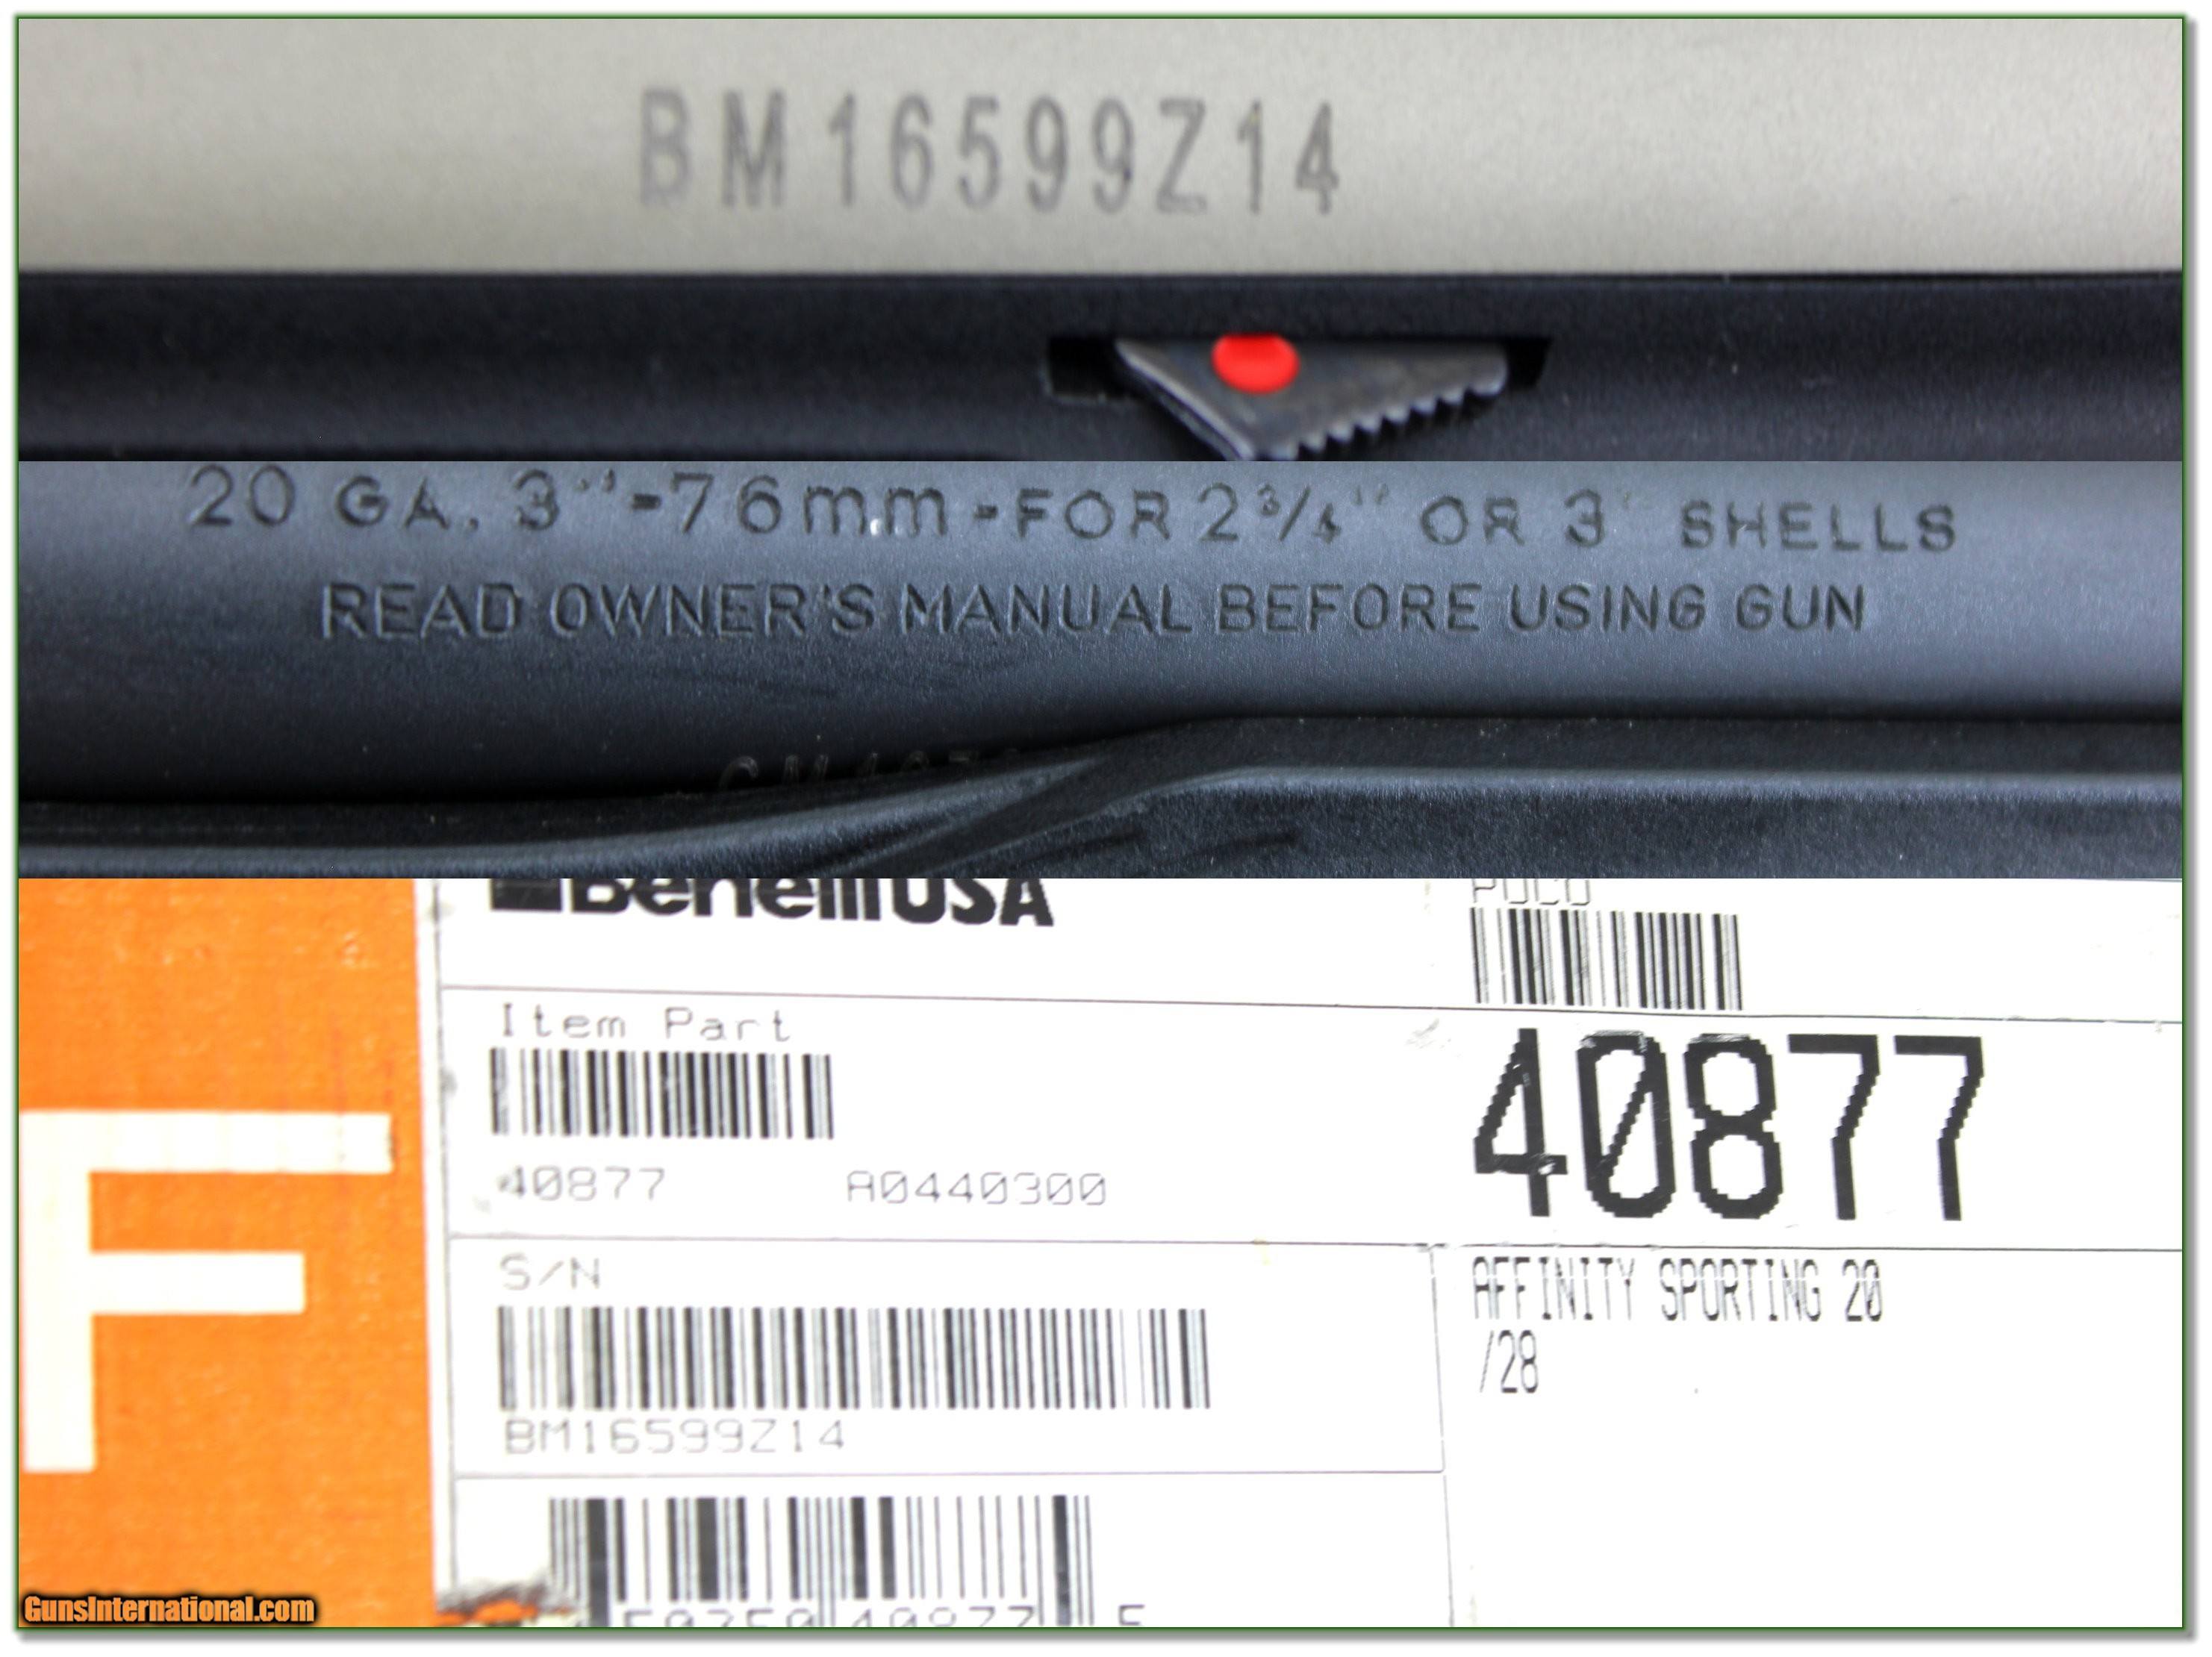 BM16599Z14
20 GA. 3"-76mm-FOR 2 3/4" OR 3" SHELLS
READ OWNER'S MANUAL BEFORE USING GUN
BenelliUSA
Item Part
40877 A0440300
40877
S/N
BM16599Z14
AFFINITY SPORTING 20
/28
F
40877
GunsInternational.com